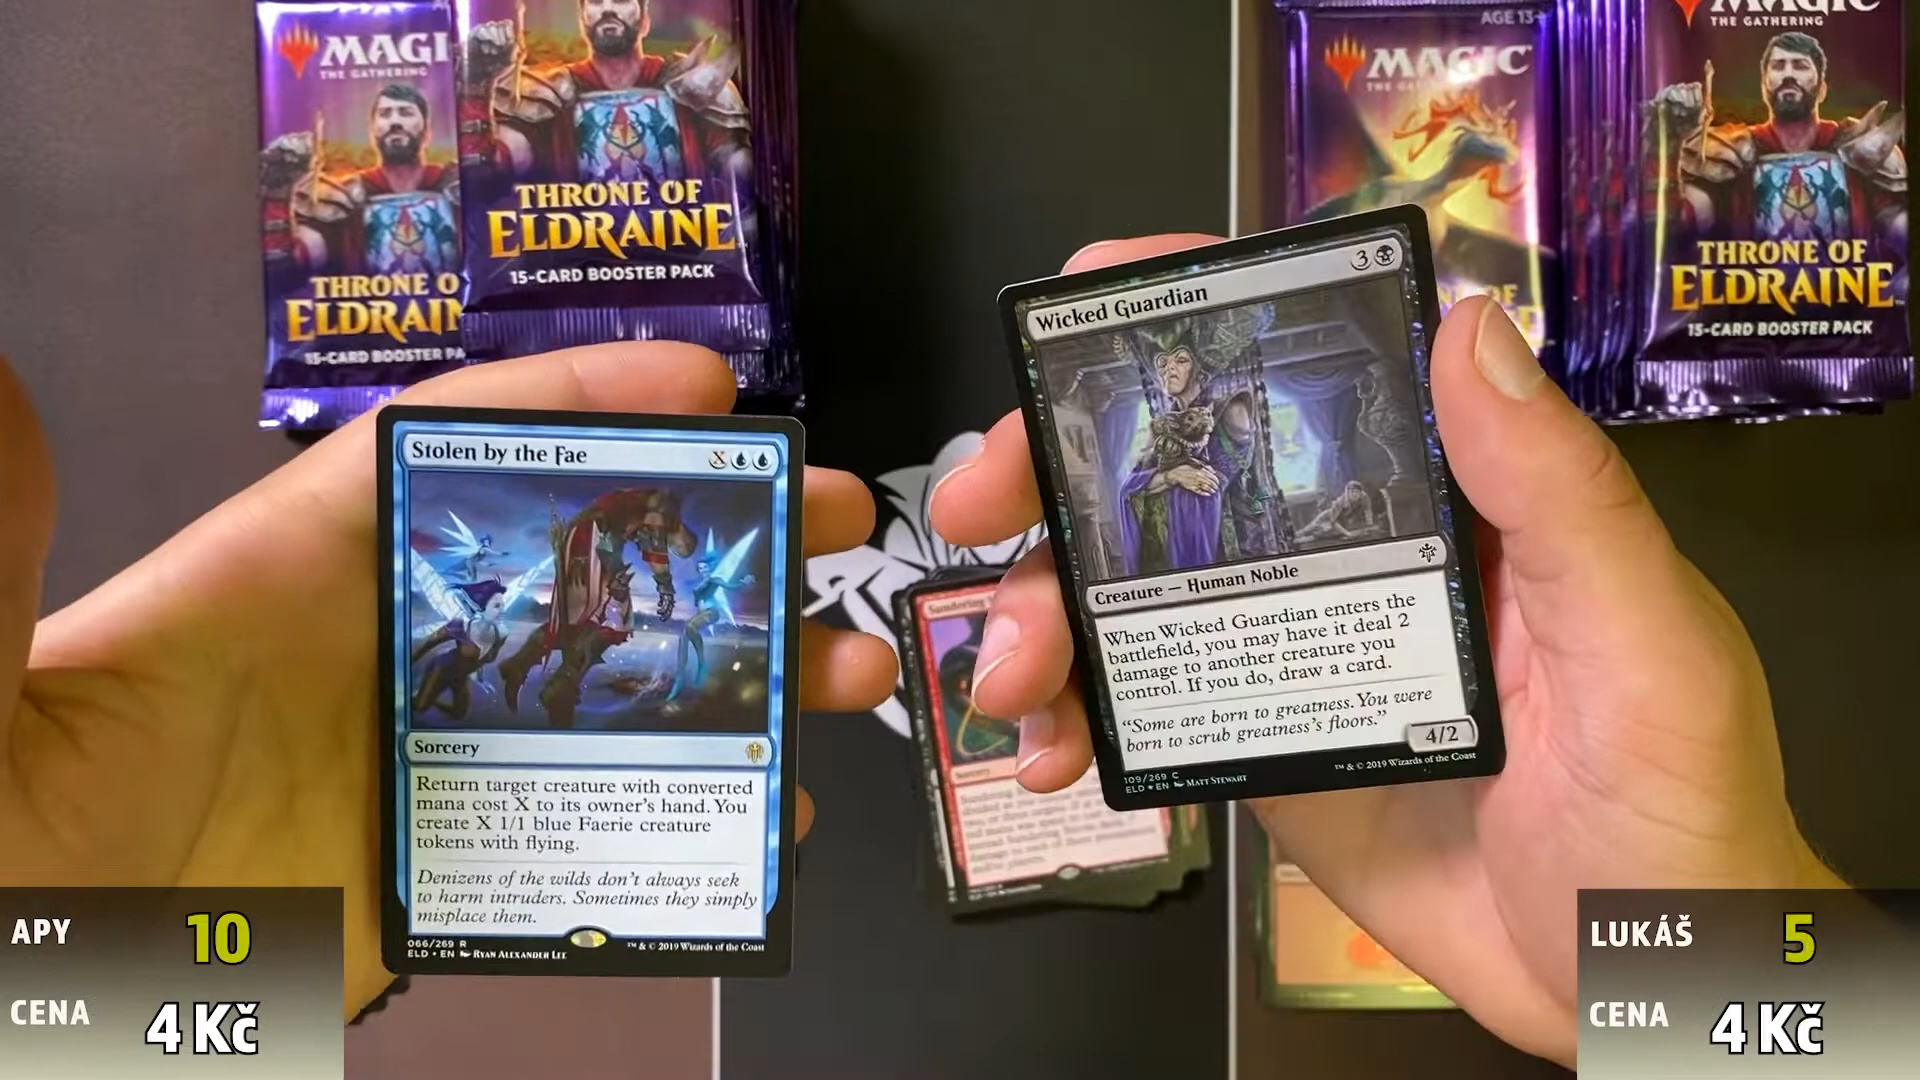 MAGI
THE GATHERING
THRONE O
ELDRAIN
15-CARD BOOSTER PA
THRONE OF
ELDRAINE
15-CARD BOOSTER PACK
AGE 13+
MAGIC
MAGIC
THE GATHERING
THRONE OF
ELDRAINE
15-CARD BOOSTER PACK
Stolen by the Fae
X
Sorcery
Return target creature with converted
mana cost X to its owner's hand. You
create X 1/1 blue Faerie creature
tokens with flying.
Denizens of the wilds don't always seek
to harm intruders. Sometimes they simply
misplace them.
066/269 R
ELD • EN RYAN ALEXANDER LEE
™ & © 2019 Wizards of the Coast
Wicked Guardian
3
Creature — Human Noble
When Wicked Guardian enters the
battlefield, you may have it deal 2
damage to another creature you
control. If you do, draw a card.
“Some are born to greatness. You were
born to scrub greatness's floors.”
4/2
109/269 C
ELD ★ EN MATT STEWART
™ & © 2019 Wizards of the Coast
Sundering
Sorcery
APY 10
CENA 4 Kč
LUKÁŠ 5
CENA 4 Kč